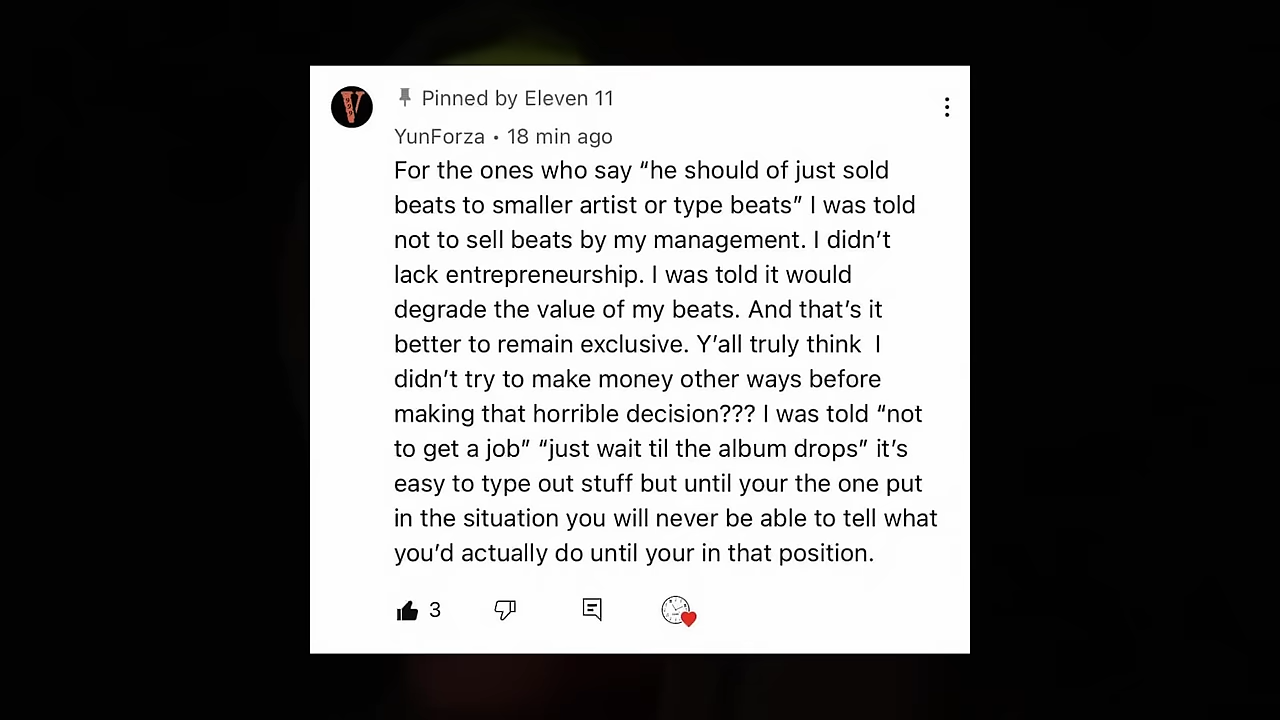 Pinned by Eleven 11
YunForza • 18 min ago
For the ones who say “he should of just sold
beats to smaller artist or type beats” I was told
not to sell beats by my management. I didn’t
lack entrepreneurship. I was told it would
degrade the value of my beats. And that’s it
better to remain exclusive. Y’all truly think  I
didn’t try to make money other ways before
making that horrible decision??? I was told “not
to get a job” “just wait til the album drops” it’s
easy to type out stuff but until your the one put
in the situation you will never be able to tell what
you’d actually do until your in that position.
3